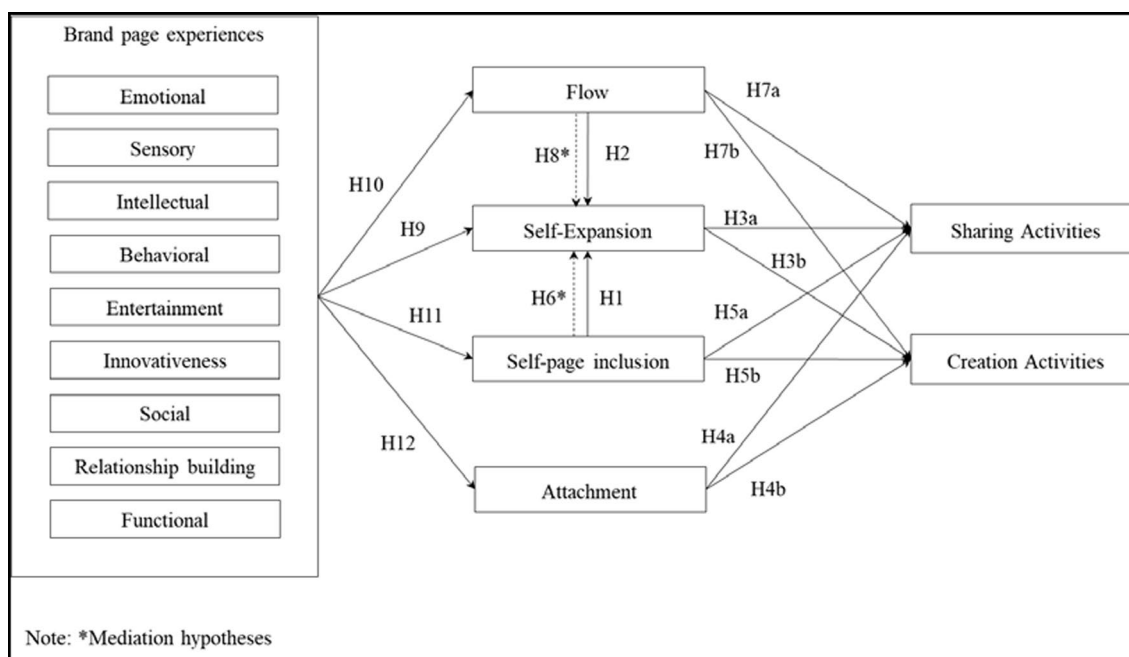 Brand page experiences
Emotional
Sensory
Intellectual
Behavioral
Entertainment
Innovativeness
Social
Relationship building
Functional
H10
H9
H11
H12
Flow
H8*
H2
Self-Expansion
H6*
H1
Self-page inclusion
Attachment
H7a
H7b
H3a
H3b
H5a
H5b
H4a
H4b
Sharing Activities
Creation Activities
Note: *Mediation hypotheses